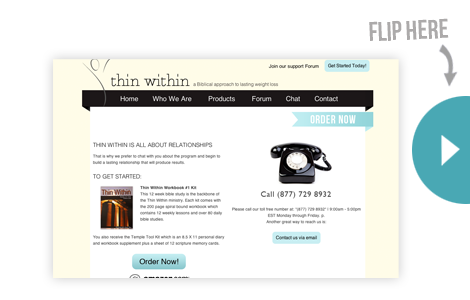 FLIP HERE
Join our support Forum
Get Started Today!
thin within a Biblical approach to lasting weight loss
Home Who We Are Products Forum Chat Contact
ORDER NOW
THIN WITHIN IS ALL ABOUT RELATIONSHIPS
That is why we prefer to chat with you about the program and begin to
build a lasting relationship that will produce results.
TO GET STARTED:
Thin Within
Thin Within Workbook #1 Kit
This 12 week bible study is the backbone of
the Thin Within ministry. Each kit comes with
the 200 page spiral bound workbook which
contains 12 weekly lessons and over 60 daily
bible studies.
You also receive the Temple Tool Kit which is an 8.5 X 11 personal diary
and workbook supplement plus a sheet of 12 scripture memory cards.
Order Now!
Call (877) 729 8932
Please call our toll free number at: "(877) 729 8932" | 9:00am - 5:00pm
EST Monday through Friday. p.
Another great way to reach us is
Contact us via email